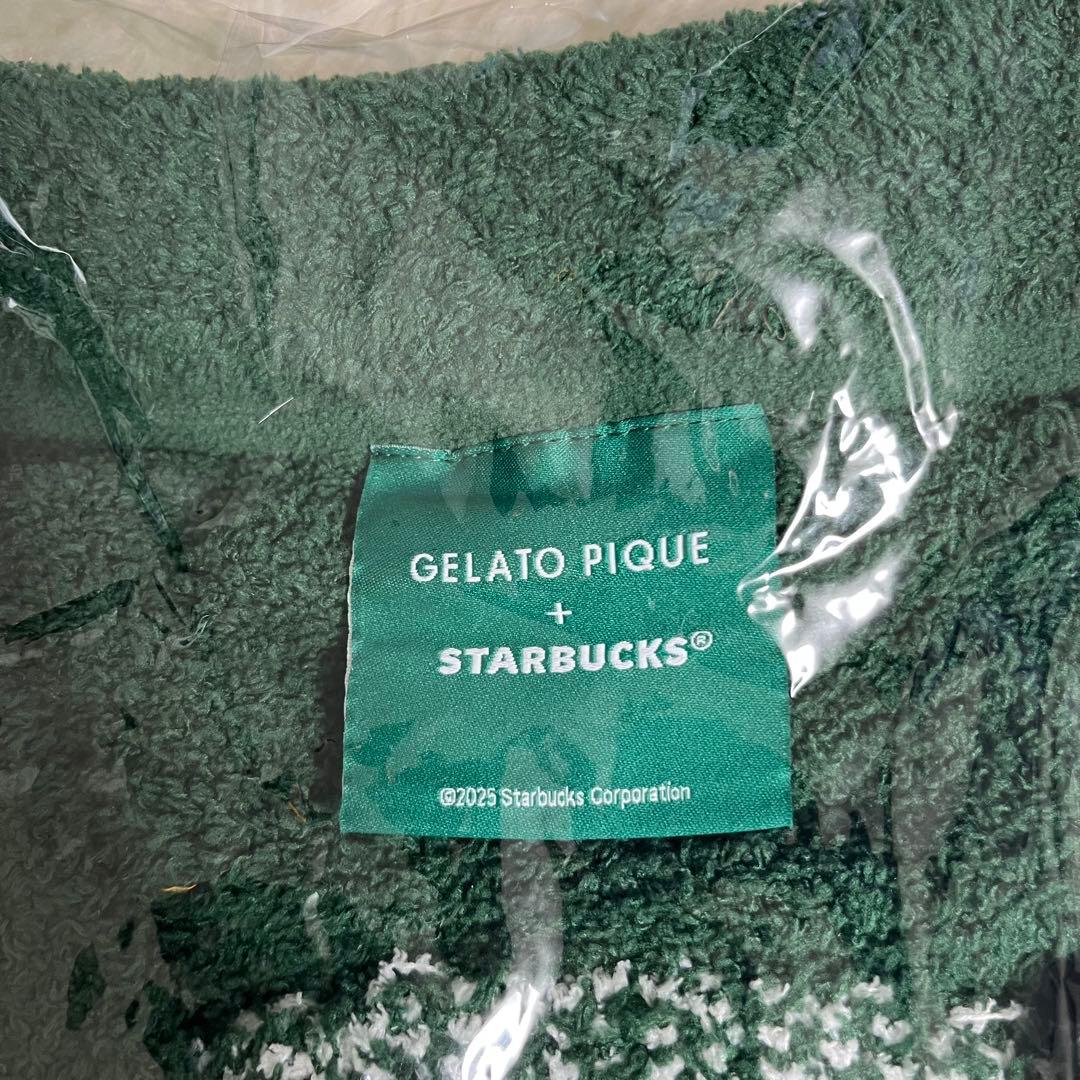 GELATO PIQUE
+
STARBUCKS®
©2025 Starbucks Corporation